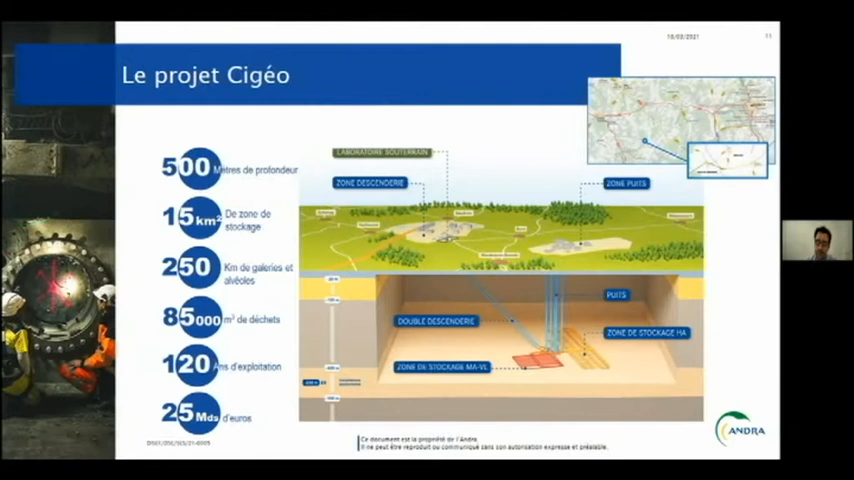 10/03/2021
11
Le projet Cigéo
500 Mètres de profondeur
15 km² De zone de
stockage
250 Km de galeries et
alvéoles
85000 m³ de déchets
120 Ans d'exploitation
25 Mds d'euros
LABORATOIRE SOUTERRAIN
ZONE DESCENDERIE
ZONE PUITS
PUITS
DOUBLE DESCENDERIE
ZONE DE STOCKAGE HA
ZONE DE STOCKAGE MA-VL
Ce document est la propriété de l'Andra.
Il ne peut être reproduit ou communiqué sans son autorisation expresse et préalable.
ANDRA